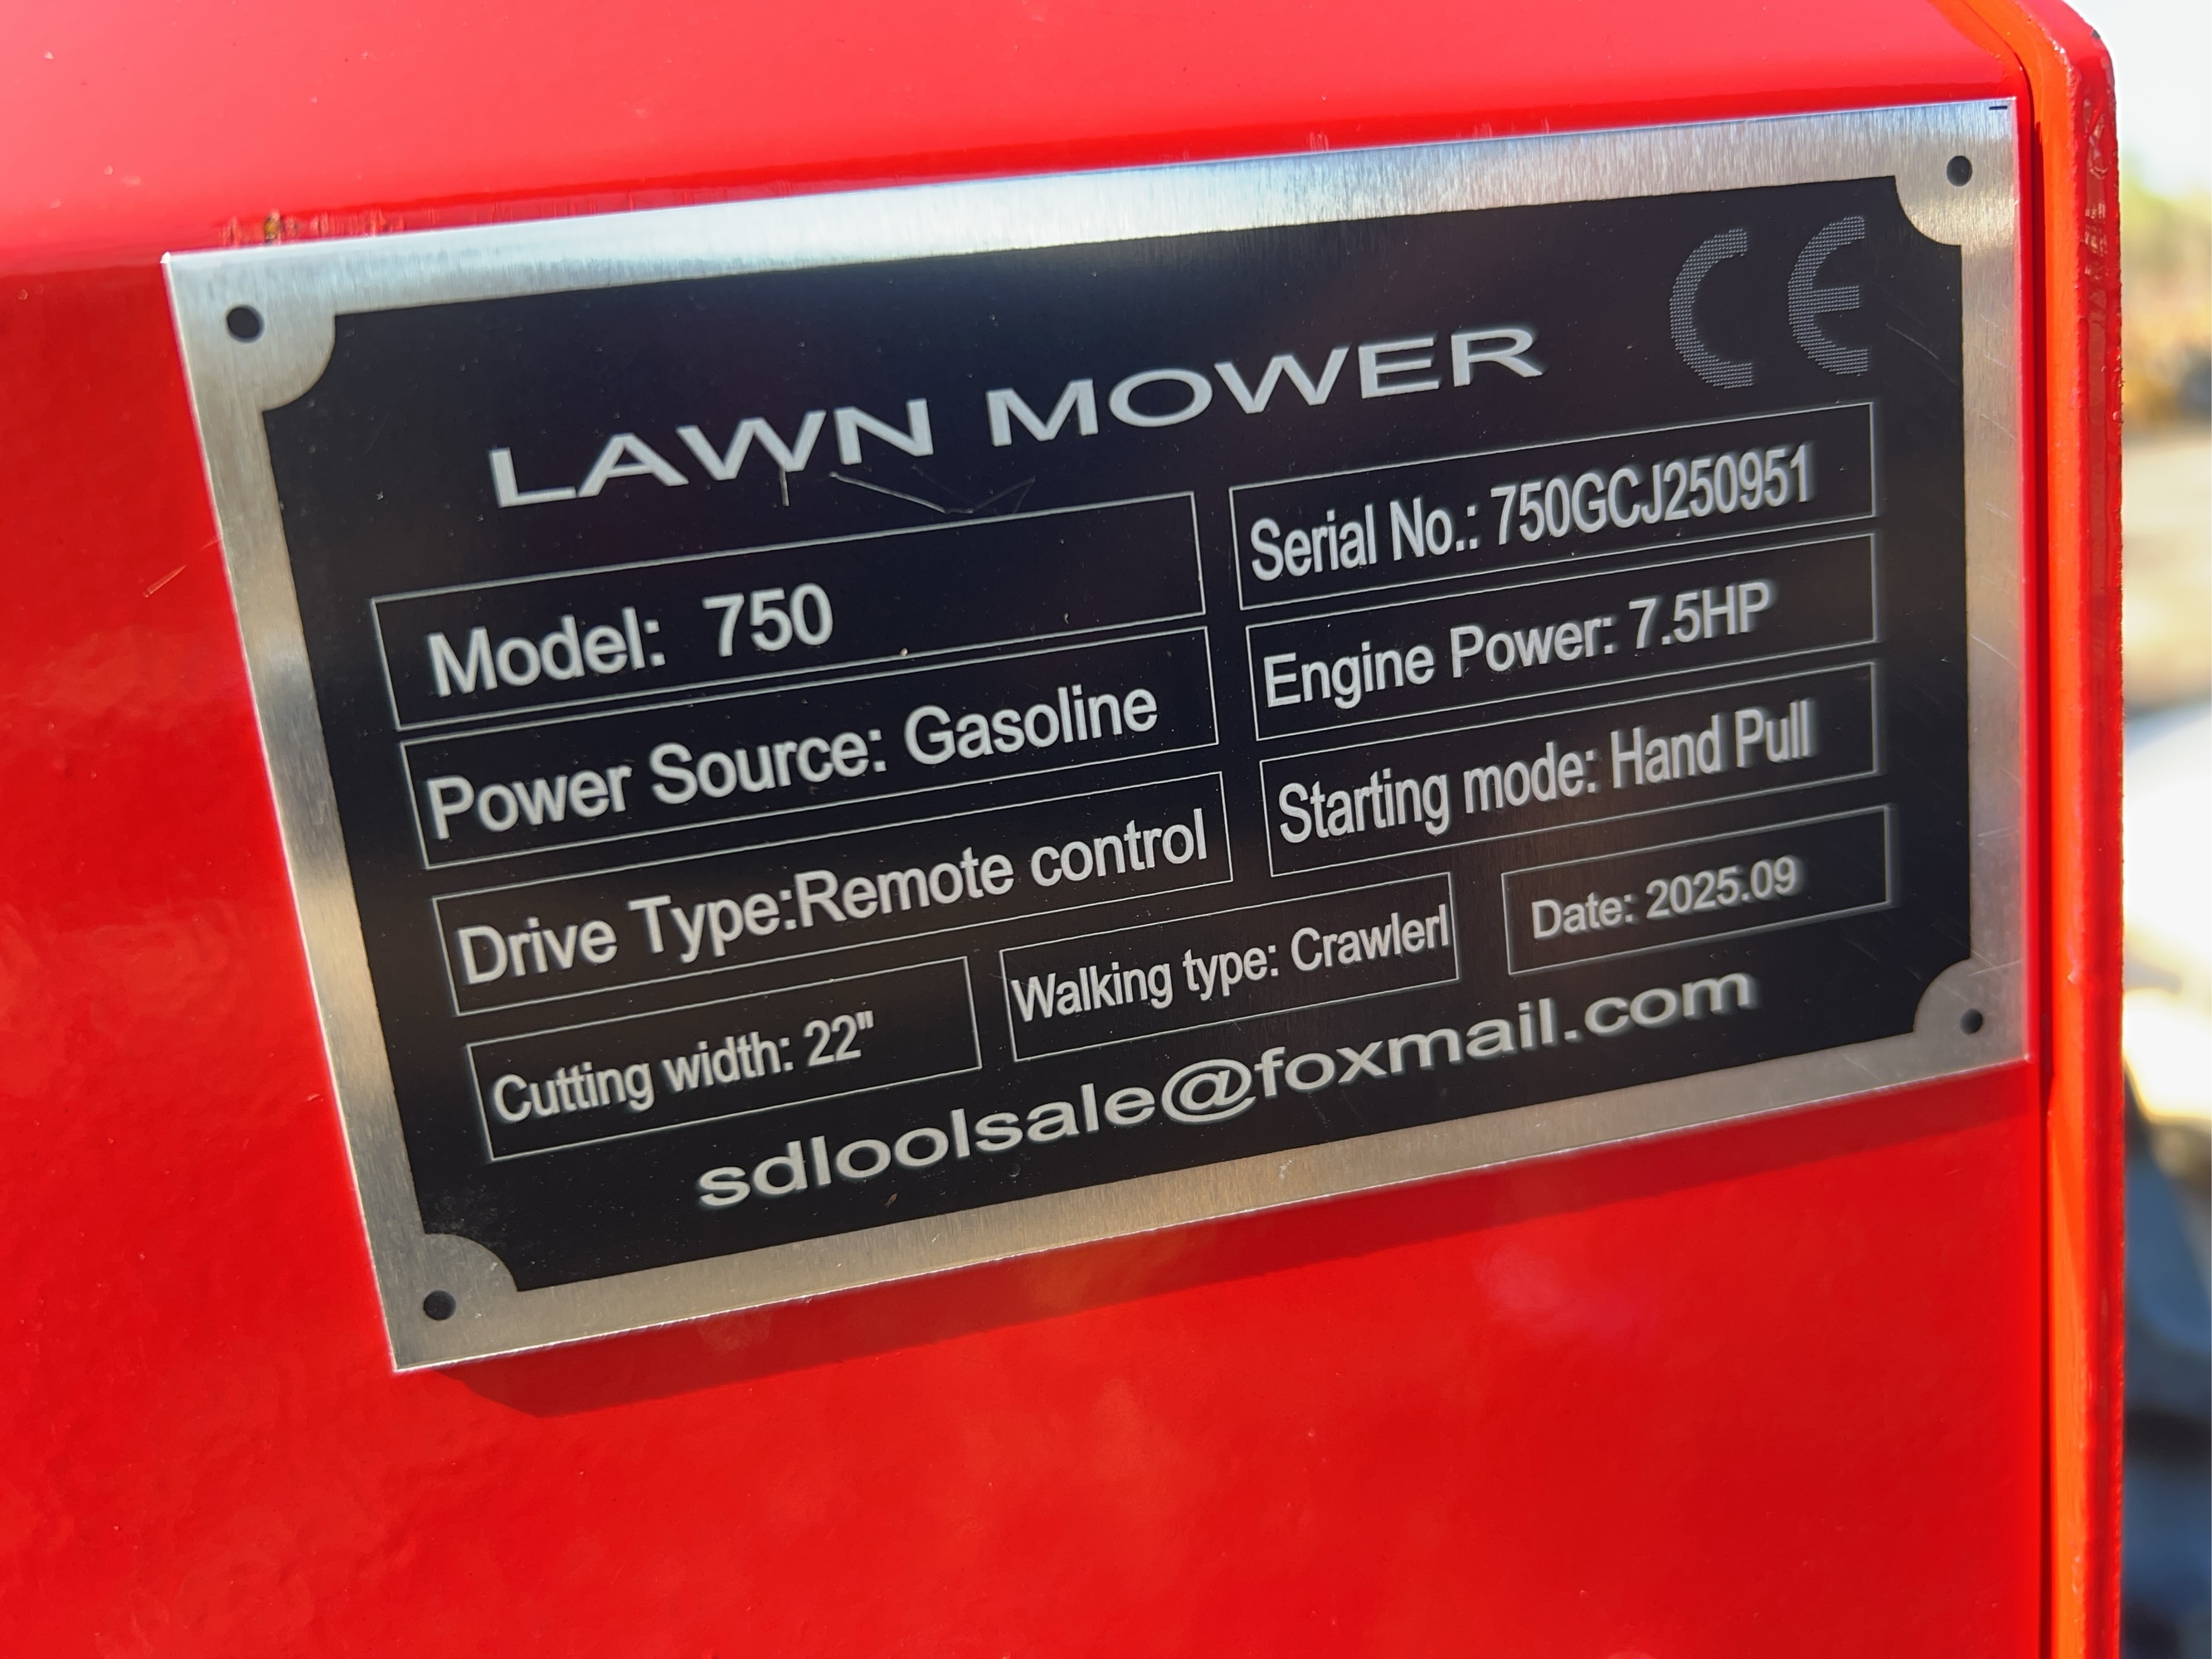 CE
LAWN MOWER
Model: 750
Serial No.: 750GCJ250951
Power Source: Gasoline
Engine Power: 7.5HP
Drive Type:Remote control
Starting mode: Hand Pull
Cutting width: 22"
Walking type: Crawlerl
Date: 2025.09
sdloolsale@foxmail.com